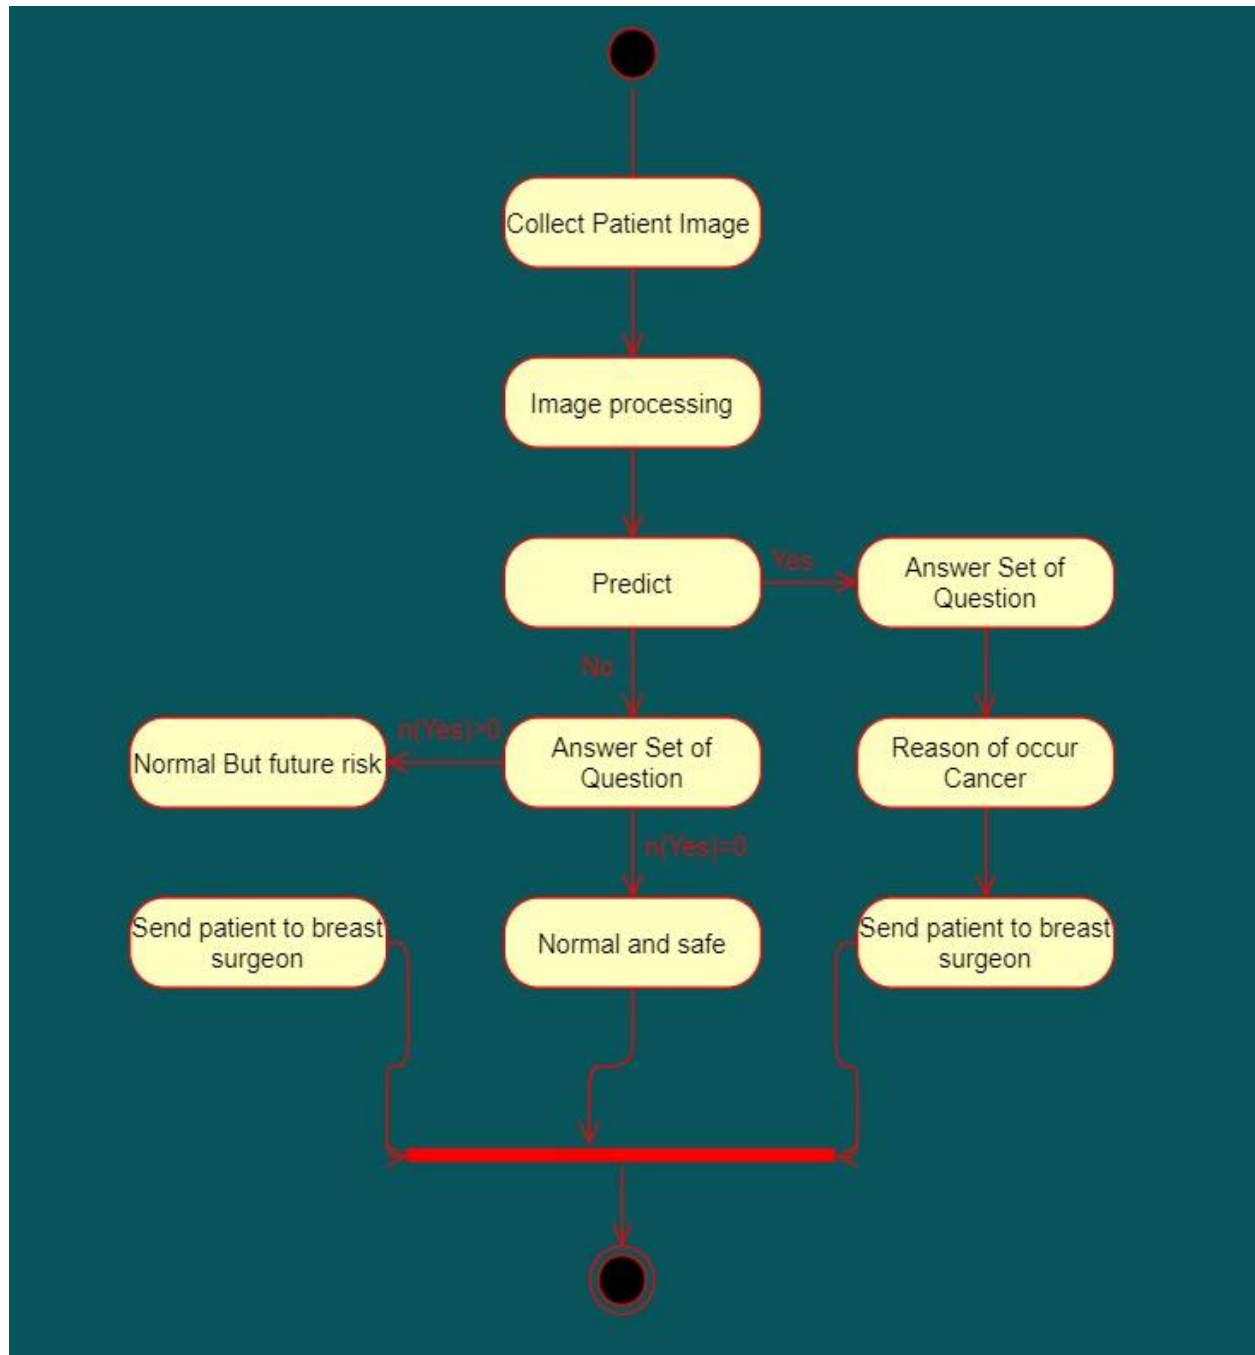 Collect Patient Image
Image processing
Predict
Yes
Answer Set of
Question
No
Normal But future risk
n(Yes)>0
Answer Set of
Question
Reason of occur
Cancer
n(Yes)=0
Send patient to breast
surgeon
Normal and safe
Send patient to breast
surgeon